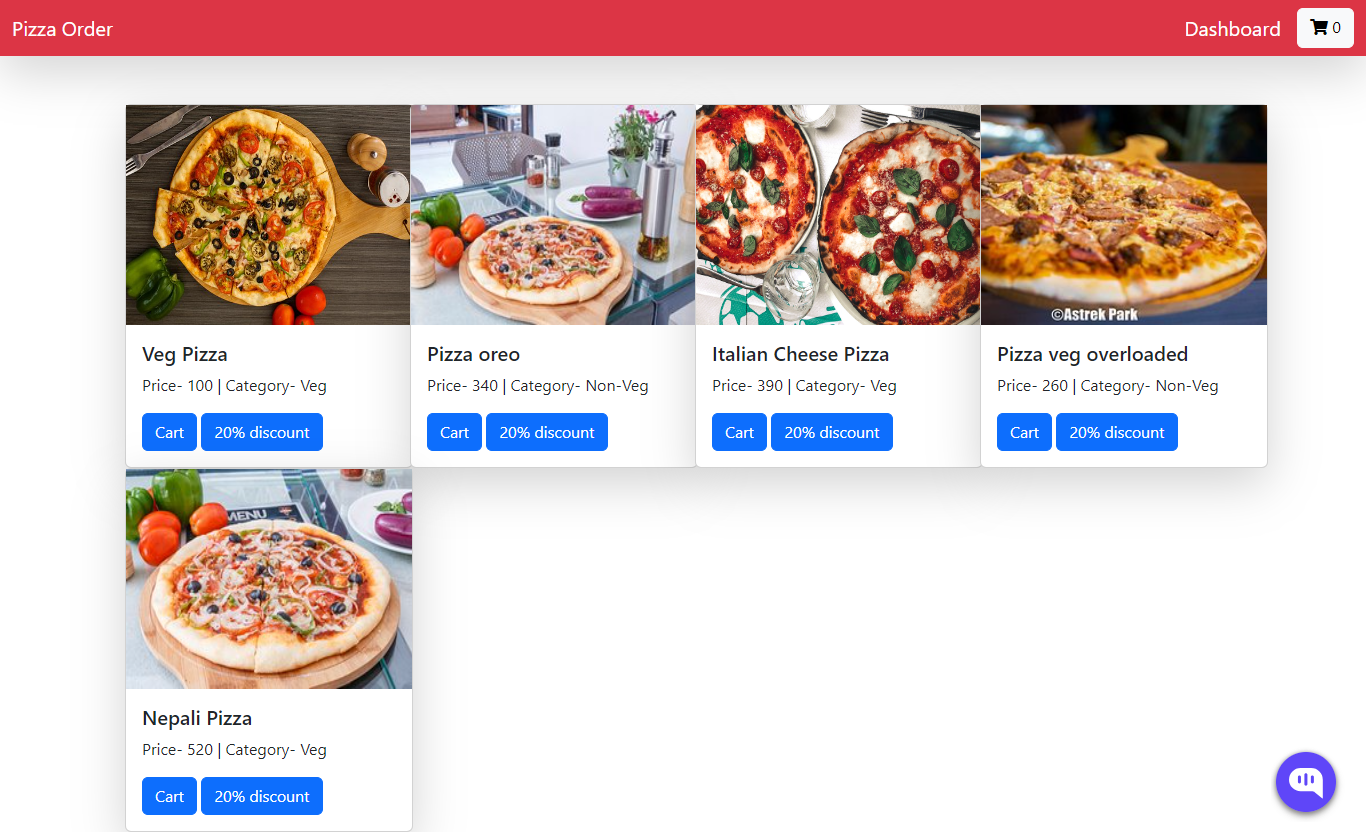 Pizza Order
Dashboard
0
©Astrek Park
Veg Pizza
Price- 100 | Category- Veg
Cart
20% discount
Pizza oreo
Price- 340 | Category- Non-Veg
Cart
20% discount
Italian Cheese Pizza
Price- 390 | Category- Veg
Cart
20% discount
Pizza veg overloaded
Price- 260 | Category- Non-Veg
Cart
20% discount
MENU
Nepali Pizza
Price- 520 | Category- Veg
Cart
20% discount